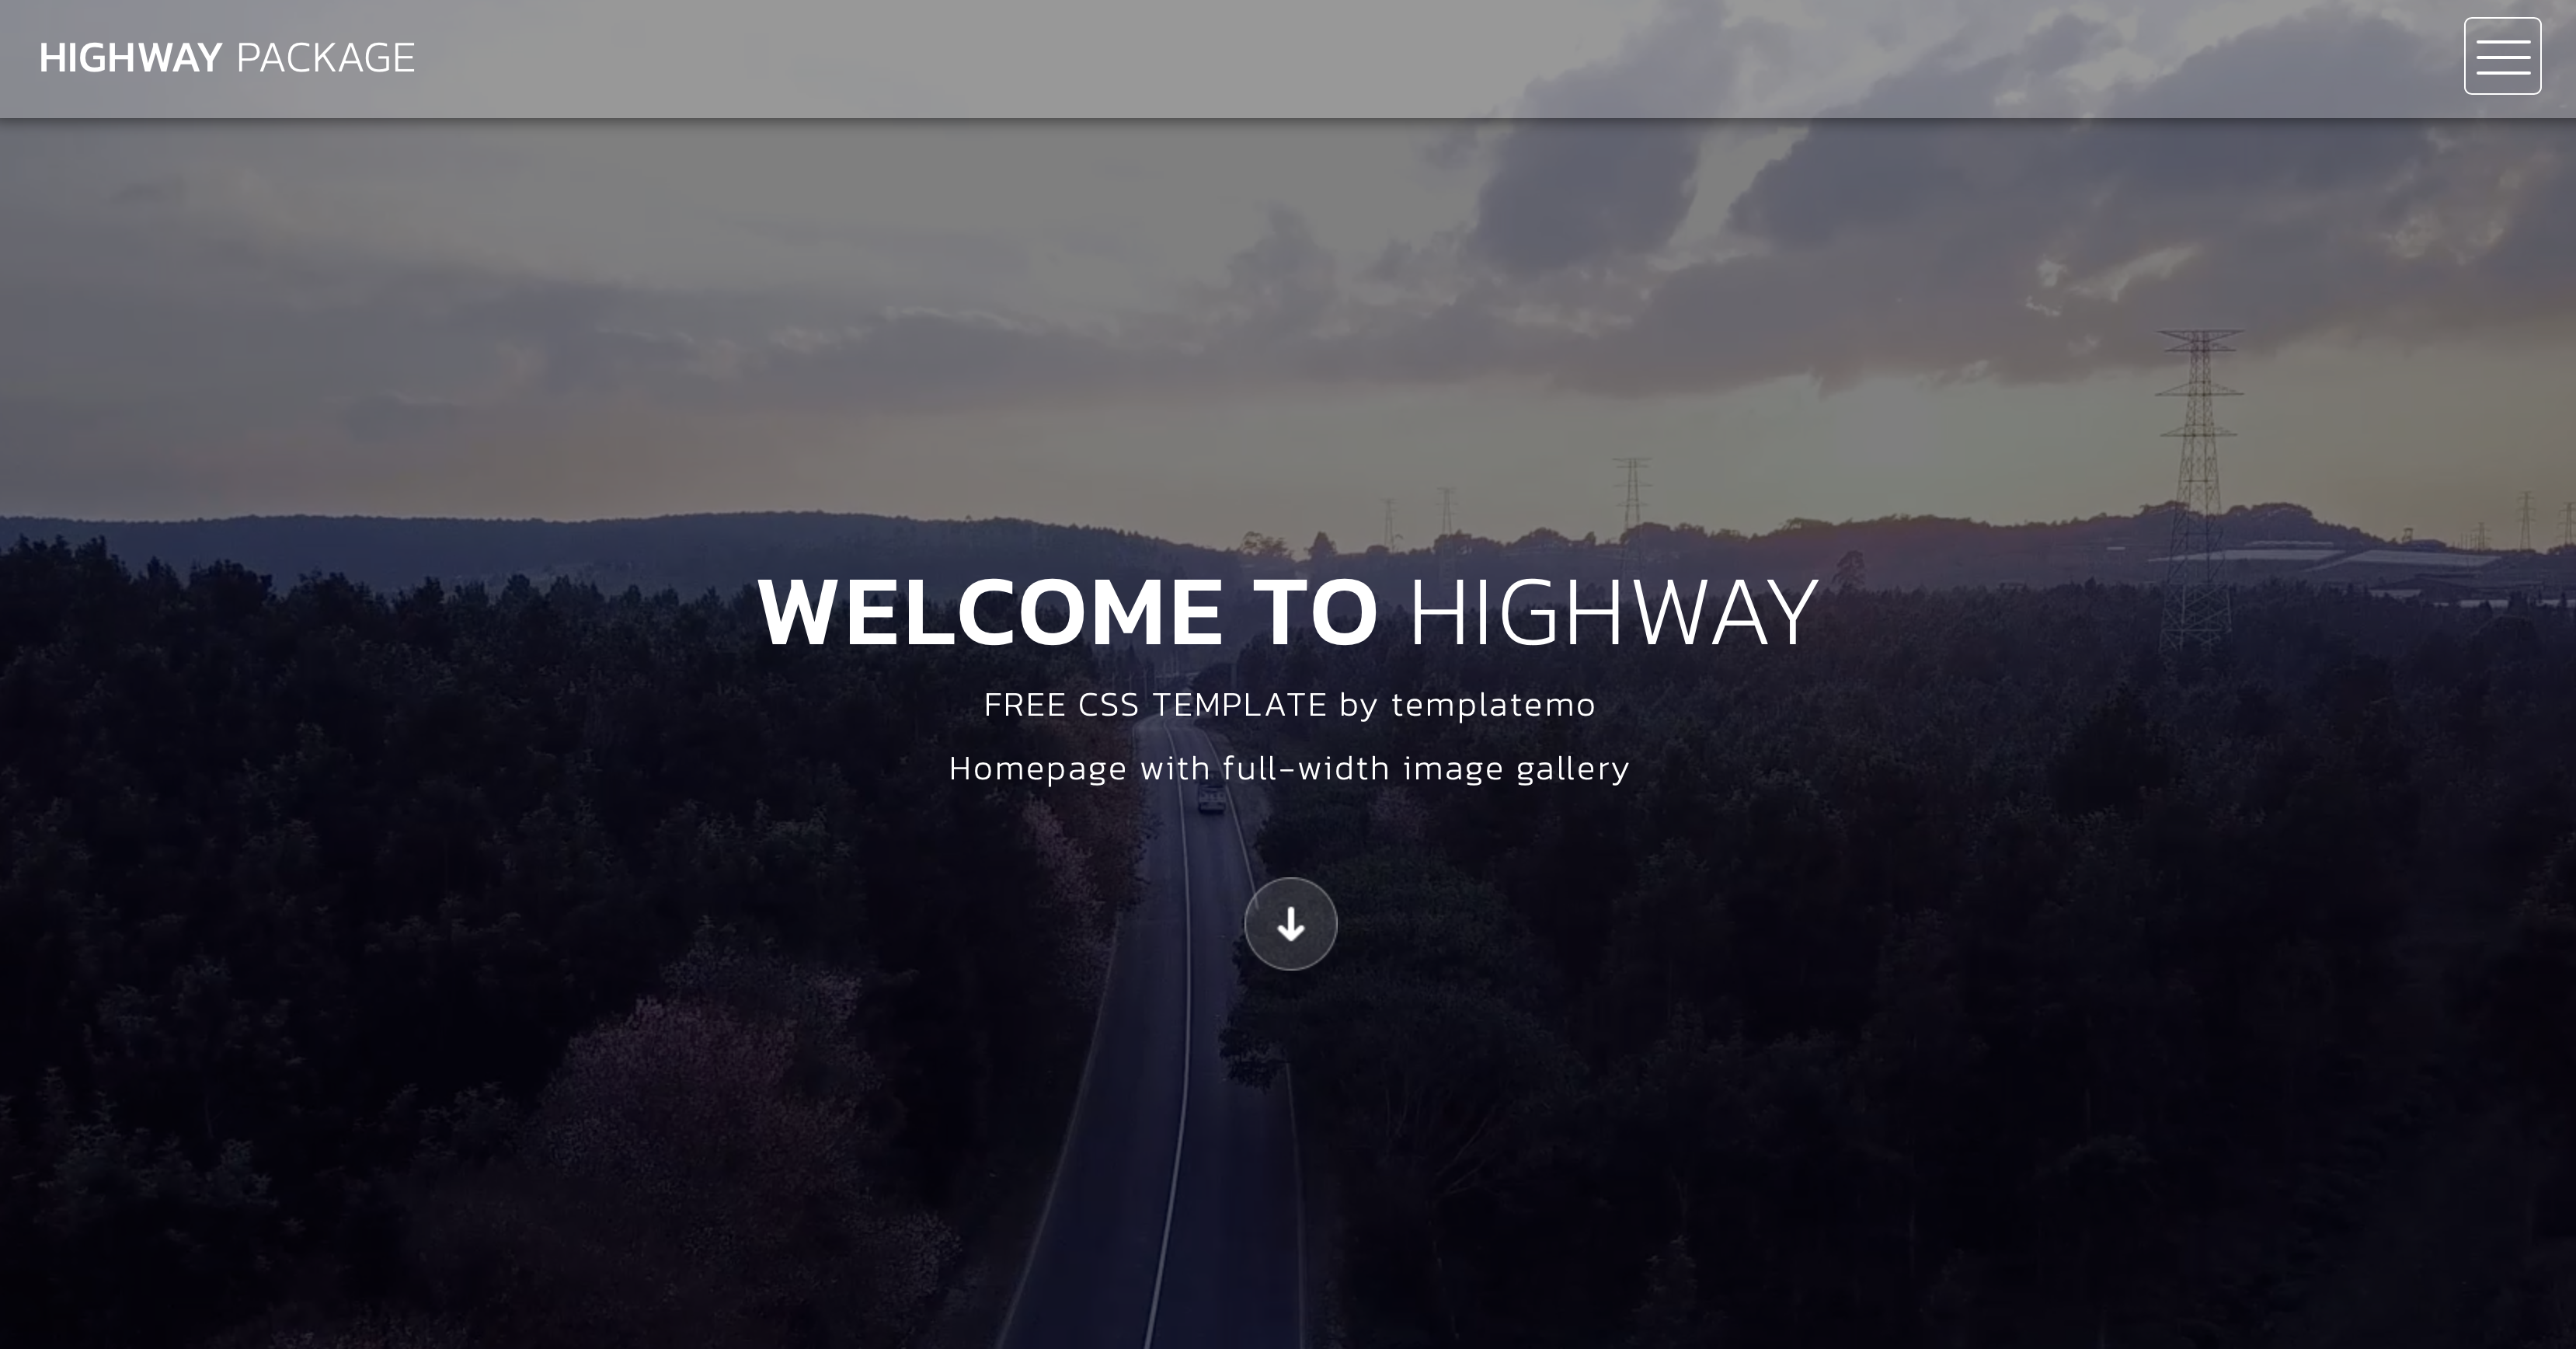 HIGHWAY PACKAGE
WELCOME TO HIGHWAY
FREE CSS TEMPLATE by templatemo
Homepage with full-width image gallery